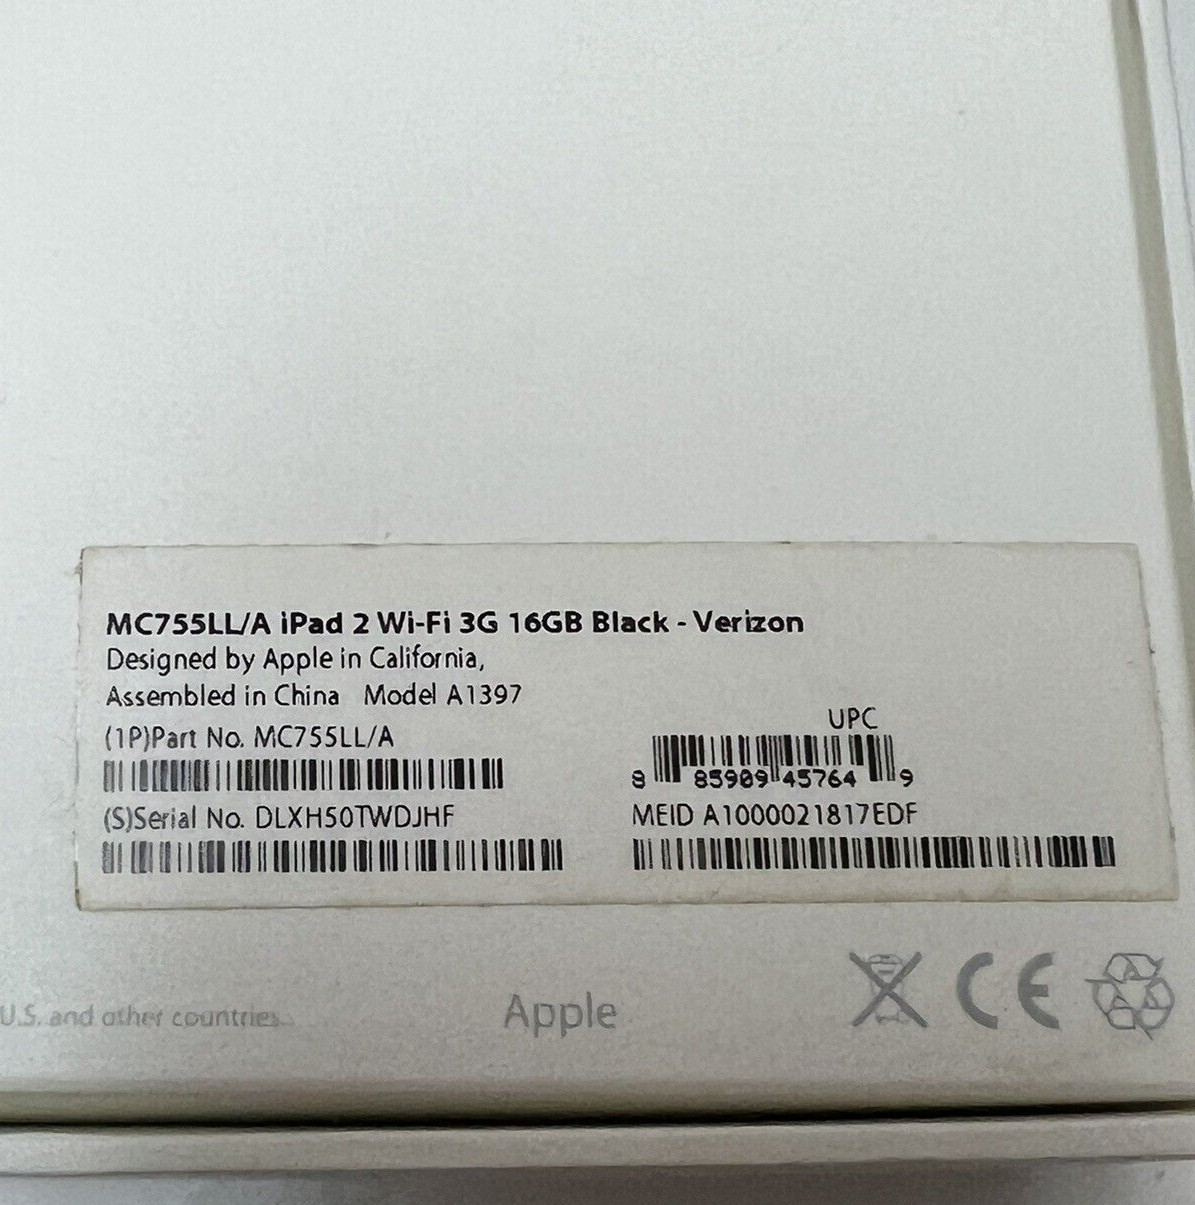 MC755LL/A iPad 2 Wi-Fi 3G 16GB Black - Verizon
Designed by Apple in California,
Assembled in China Model A1397
(1P)Part No. MC755LL/A
UPC
8 85909 45764 9
(S)Serial No. DLXH50TWDJHF
MEID A1000021817EDF
U.S. and other countries.
Apple
CE